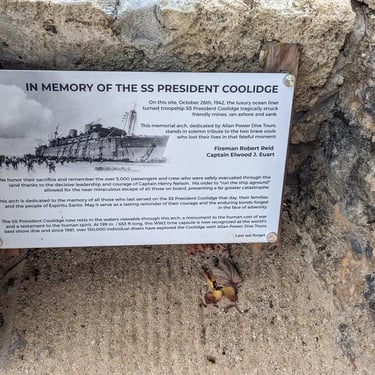 IN MEMORY OF THE SS PRESIDENT COOLIDGE
On this site, October 26th, 1942, the luxury ocean liner
turned troopship SS President Coolidge tragically struck
friendly mines, ran ashore and sank.
This memorial arch, dedicated by Allan Power Dive Tours,
stands in solemn tribute to the two brave souls
who lost their lives in that fateful moment.
Fireman Robert Reid
Captain Elwood J. Euart
We honor their sacrifice and remember the over 5,000 passengers and crew who were safely evacuated through this
land thanks to the decisive leadership and courage of Captain Henry Nelson. His order to "run the ship aground"
allowed for the near miraculous escape of all those on board, preventing a far greater catastrophe.
This arch is dedicated to the memory of all those who last served on the SS President Coolidge that day, their families,
and the people of Espiritu Santo. May it serve as a lasting reminder of their courage and the enduring bonds forged
in the face of adversity.
The SS President Coolidge now rests in the waters viewable through this arch, a monument to the human cost of war
and a testament to the human spirit. At 199 m / 653 ft long, this WW2 time capsule is now recognized at the world's
best shore dive and since 1981, over 150,000 individual divers have explored the Coolidge with Allan Power Dive Tours.
Last we forget